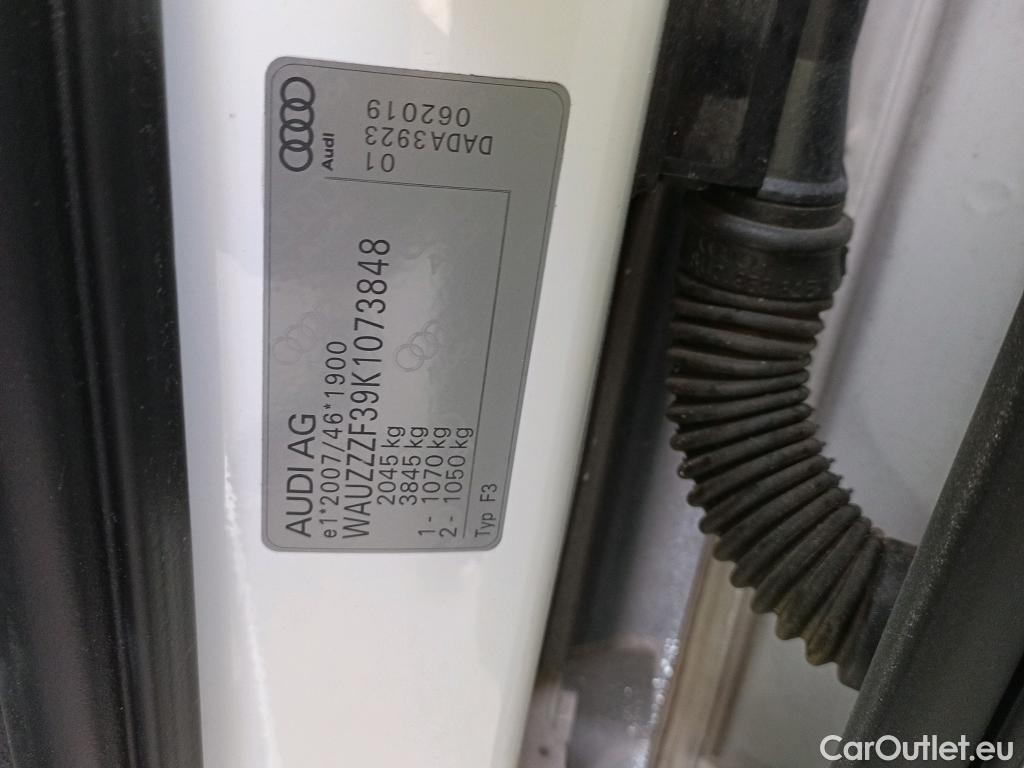 AUDI AG
e1*2007/46*1900
WAUZZZF39K1073848
2045 kg
3845 kg
1 - 1070 kg
2 - 1050 kg
Typ F3
Audi
01
DADA3923
062019
CarOutlet.eu